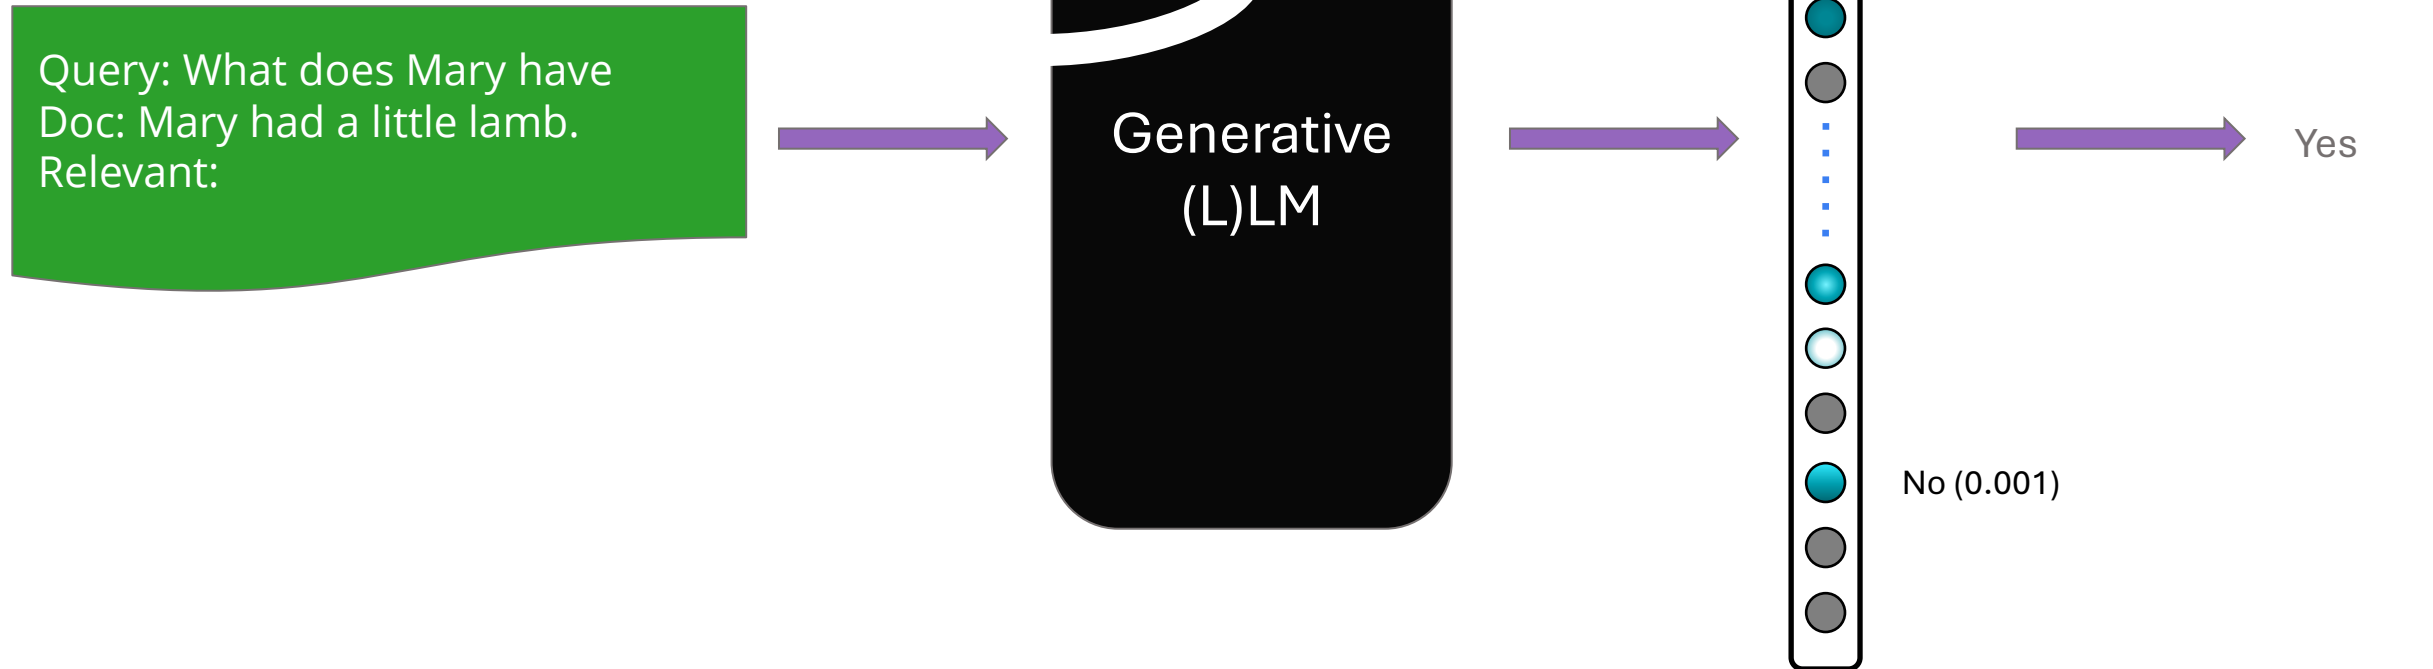 Query: What does Mary have
Doc: Mary had a little lamb.
Relevant:
Generative
(L)LM
Yes
No (0.001)